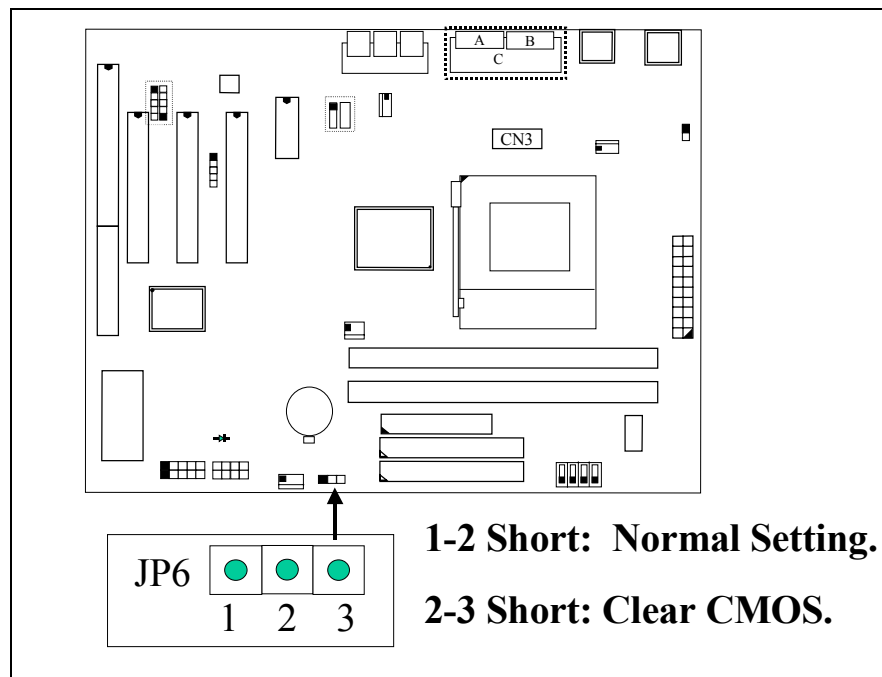 A B
C
CN3
1-2 Short: Normal Setting.
JP6
1 2 3
2-3 Short: Clear CMOS.